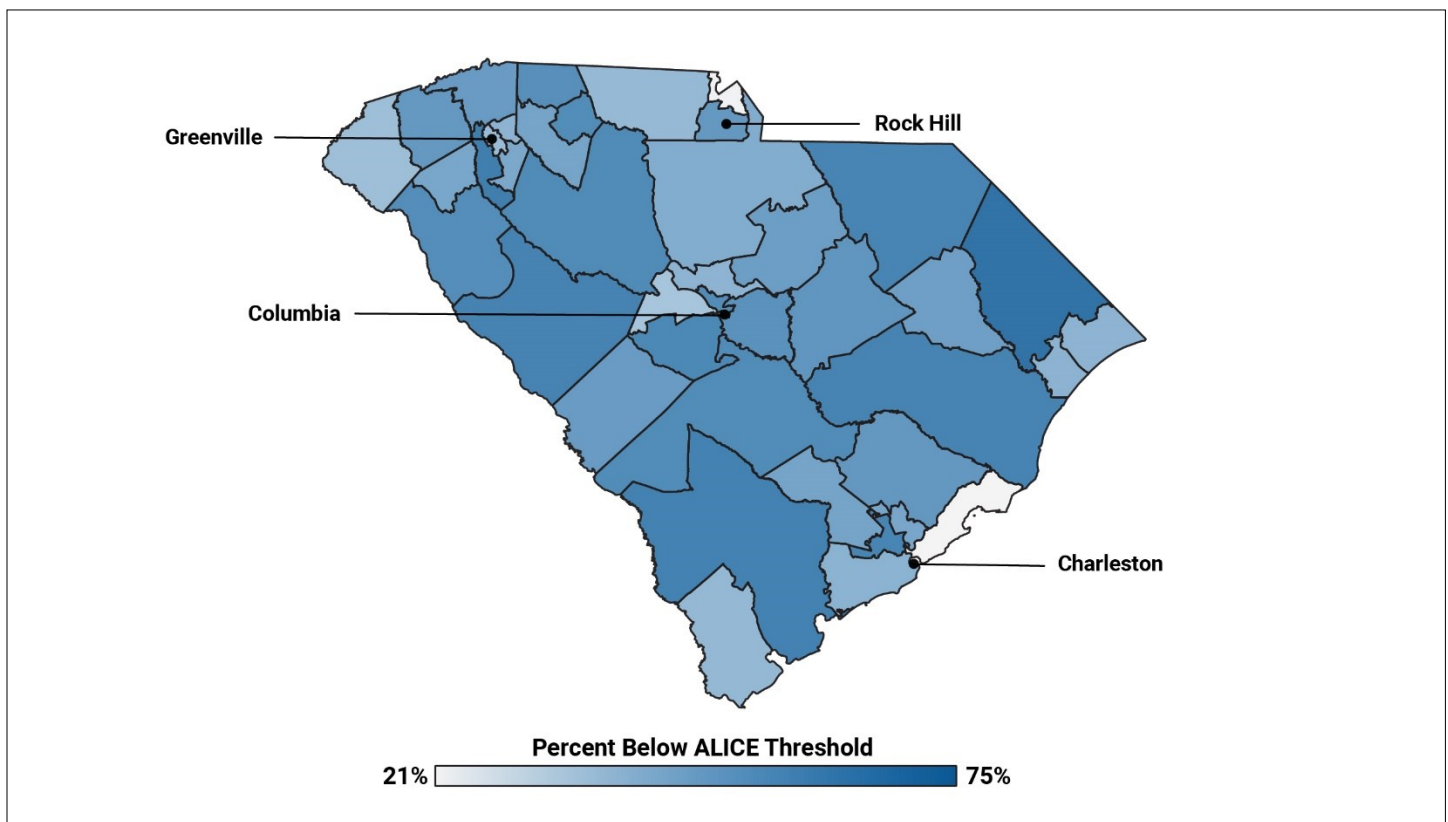 Greenville
Rock Hill
Columbia
Charleston
Percent Below ALICE Threshold
21% 75%